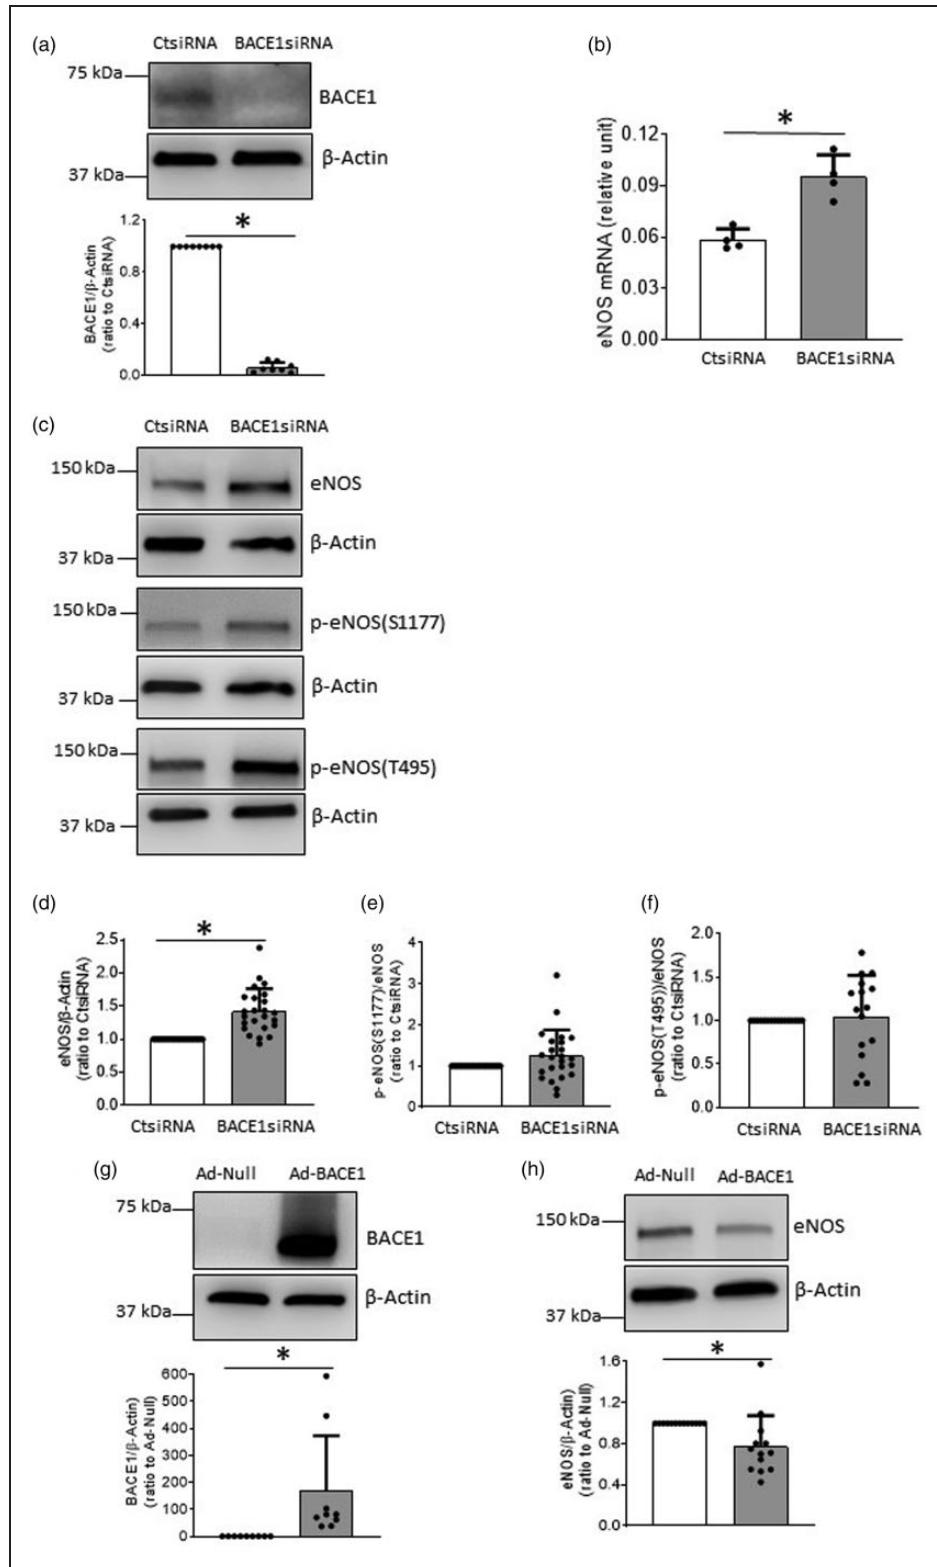 (a)
CtsiRNA BACE1siRNA
75 kDa
BACE1
β-Actin
37 kDa
*
1.2
0.8
0.4
0.0
BACE1/β-Actin
(ratio to CtsiRNA)
(b)
*
0.12
0.09
0.06
0.03
0.00
eNOS mRNA (relative unit)
CtsiRNA BACE1siRNA
(c)
CtsiRNA BACE1siRNA
150 kDa
eNOS
β-Actin
37 kDa
150 kDa
p-eNOS(S1177)
β-Actin
37 kDa
150 kDa
p-eNOS(T495)
β-Actin
37 kDa
(d)
*
2.5
2.0
1.5
1.0
0.5
0.0
eNOS/β-Actin
(ratio to CtsiRNA)
CtsiRNA BACE1siRNA
(e)
4
3
2
1
0
p-eNOS(S1177)/eNOS
(ratio to CtsiRNA)
CtsiRNA BACE1siRNA
(f)
2.0
1.5
1.0
0.5
0.0
p-eNOS(T495))/eNOS
(ratio to CtsiRNA)
CtsiRNA BACE1siRNA
(g)
Ad-Null Ad-BACE1
75 kDa
BACE1
β-Actin
37 kDa
*
600
500
400
300
200
100
0
BACE1/β-Actin)
(ratio to Ad-Null)
(h)
Ad-Null Ad-BACE1
150 kDa
eNOS
β-Actin
37 kDa
*
1.6
1.2
0.8
0.4
0.0
eNOS/β-Actin)
(ratio to Ad-Null)